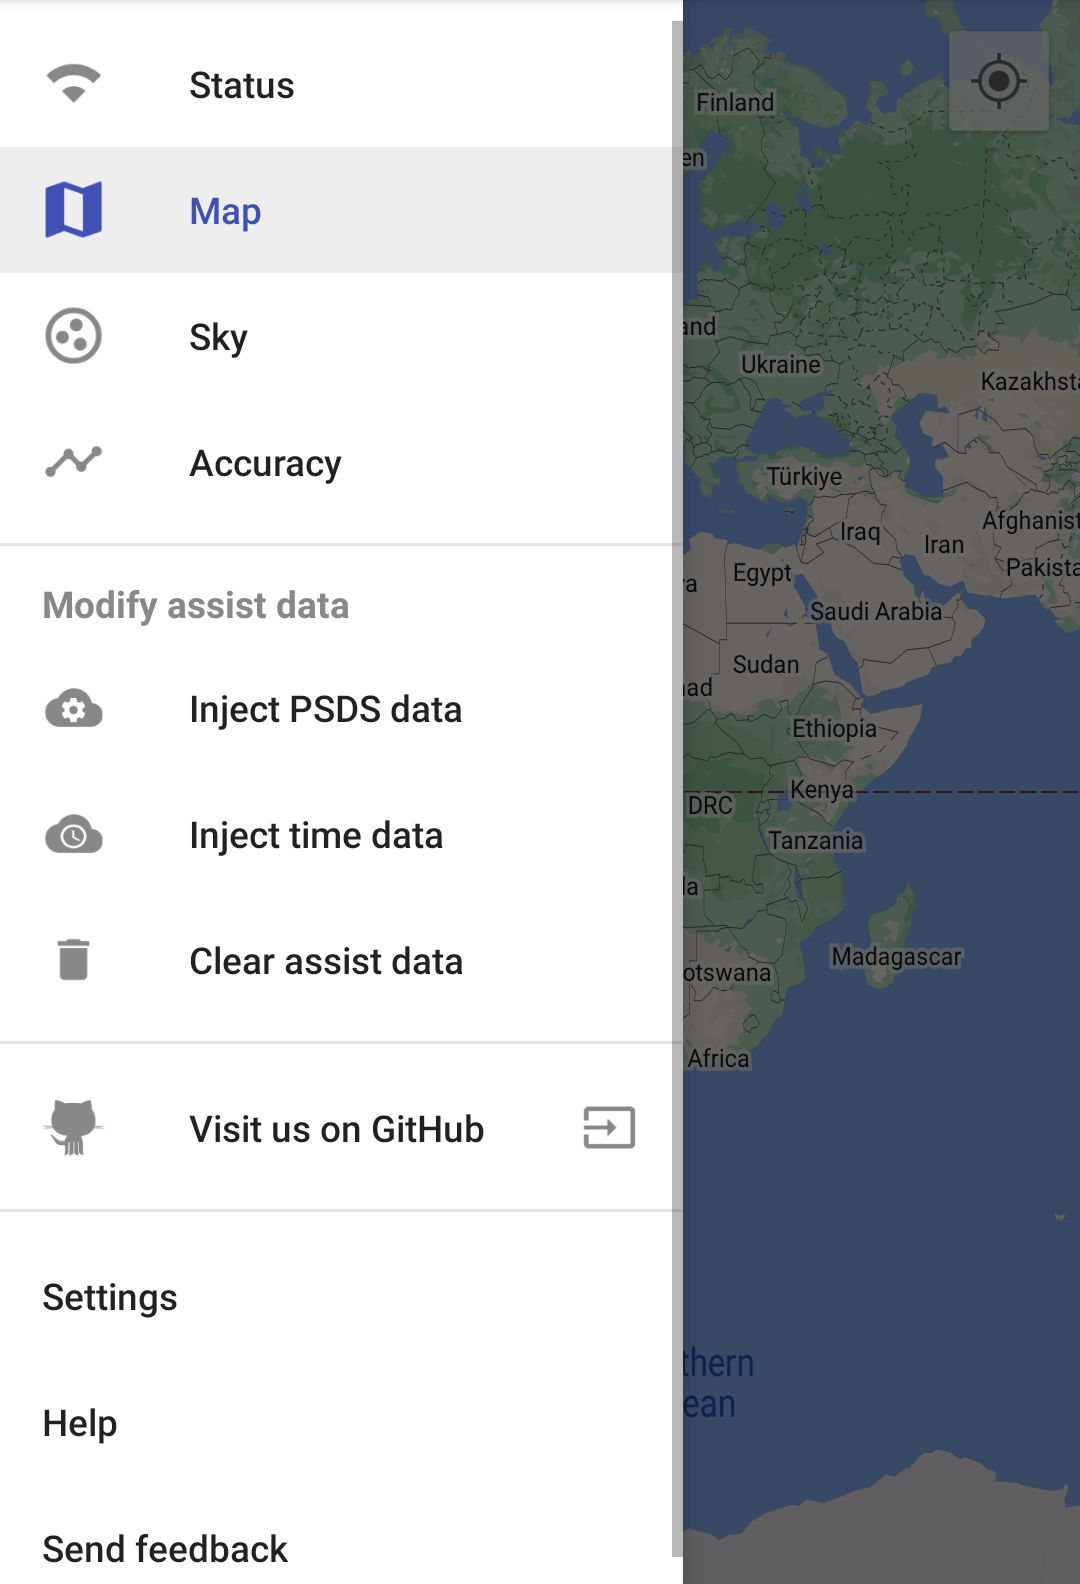 Status
Map
Sky
Accuracy
Modify assist data
Inject PSDS data
Inject time data
Clear assist data
Visit us on GitHub
Settings
Help
Send feedback
Finland
en
and
Ukraine
Kazakhsta
Türkiye
Afghanist
Iraq
Iran
Pakista
Egypt
a
Saudi Arabia
Sudan
ad
Ethiopia
Kenya
DRC
Tanzania
la
Madagascar
otswana
Africa
thern
ean